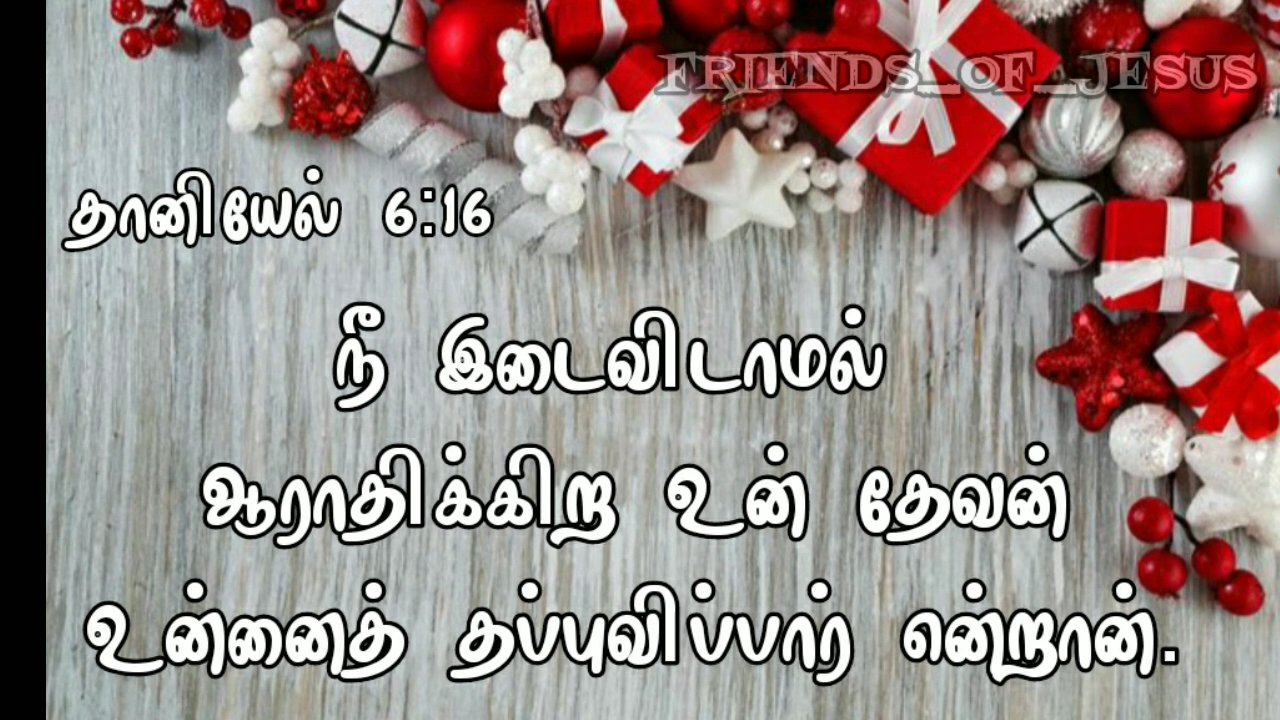 FRIENDS_OF_JESUS
தானியேல் 6:16
நீ இடைவிடாமல்
ஆராதிக்கிற உன் தேவன்
உன்னைத் தப்புவிப்பார் என்றான்.